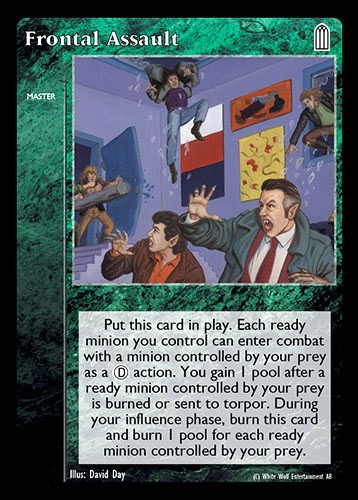 Frontal Assault
MASTER
Put this card in play. Each ready
minion you control can enter combat
with a minion controlled by your prey
as a Ⓓ action. You gain 1 pool after a
ready minion controlled by your prey
is burned or sent to torpor. During
your influence phase, burn this card
and burn 1 pool for each ready
minion controlled by your prey.
Illus: David Day
(C) White Wolf Entertainment AB